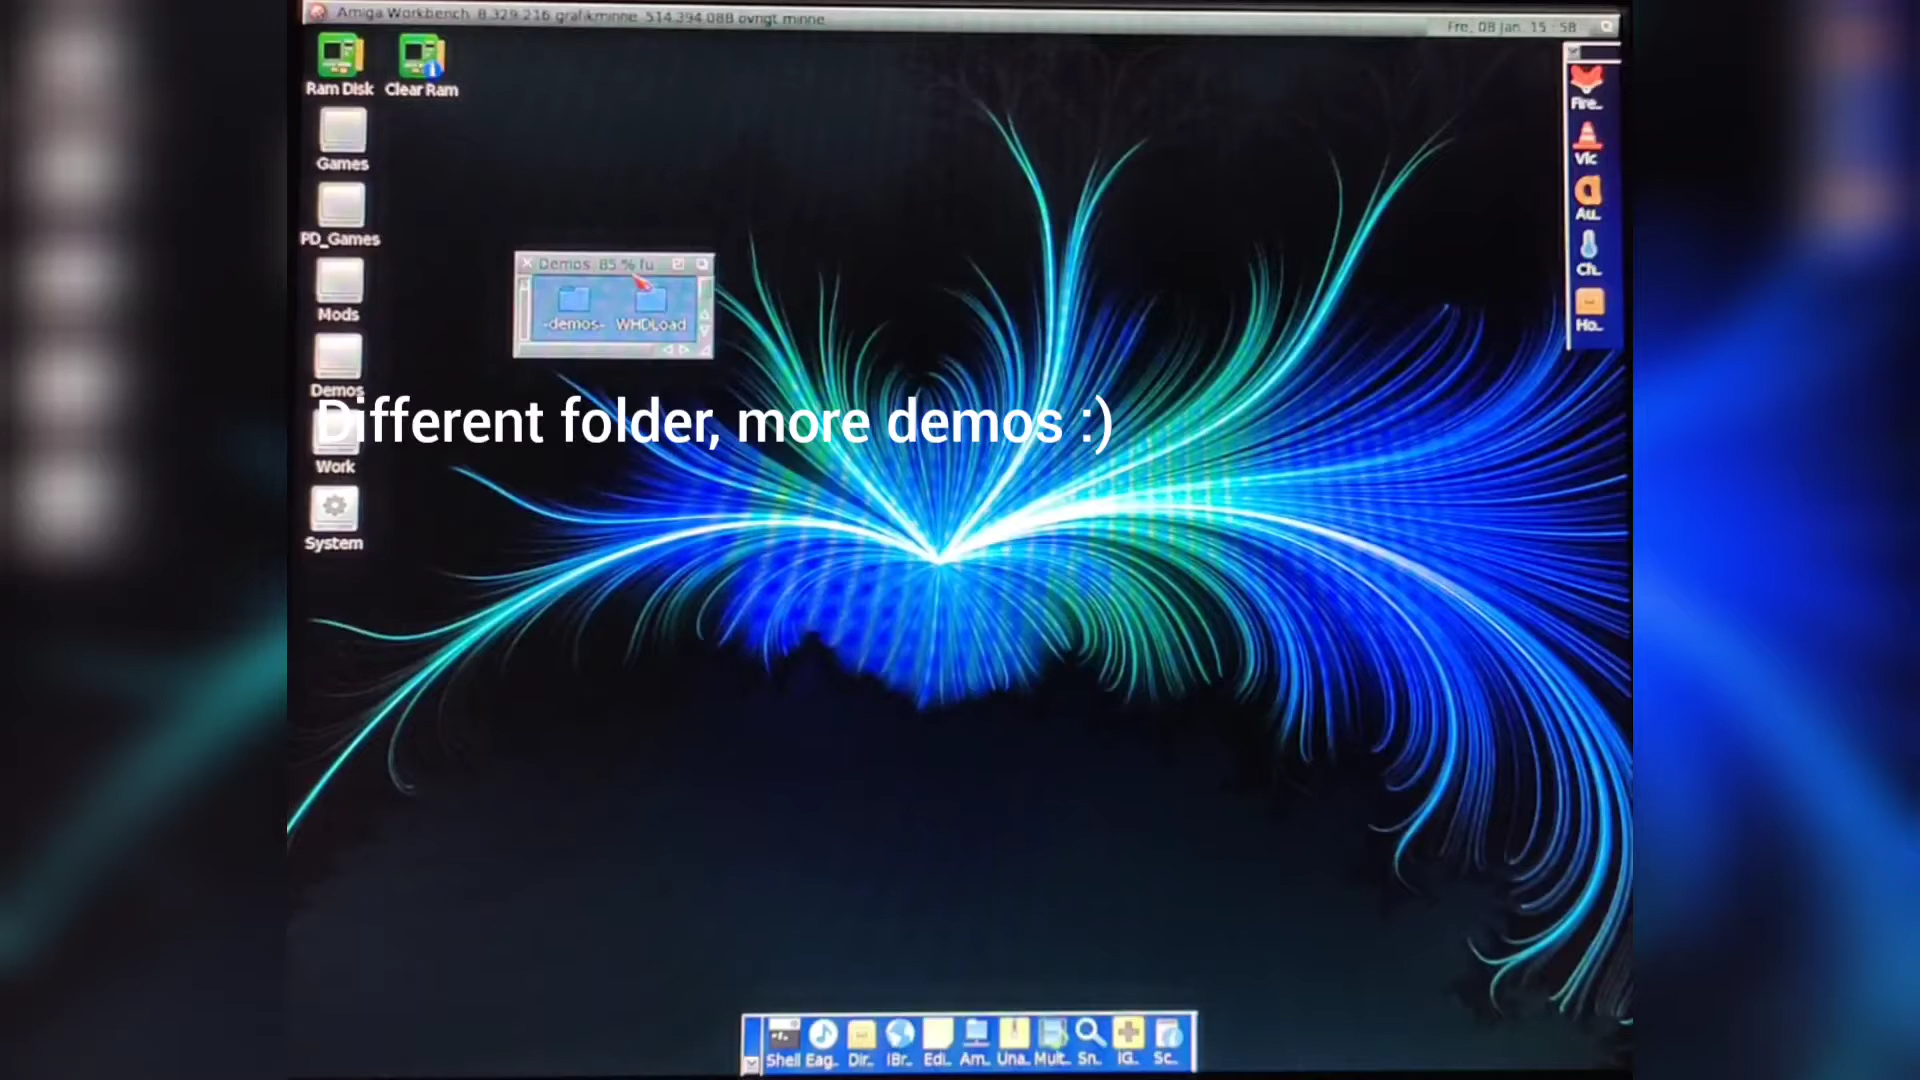 Amiga Workbench 8.329.216 grafikminne 514.394.088 övrigt minne
Fre, 08 jan. 15:58
Ram Disk
Clear Ram
Games
PD_Games
Mods
Demos
Work
System
Demos 85 % fu
-demos-
WHDLoad
Different folder, more demos :)
Fire..
Vlc
Au..
Ch..
Ho..
Shell
Eag..
Dir..
IBr..
Edi..
Am..
Una..
Mult..
Sn..
IG..
Sc..